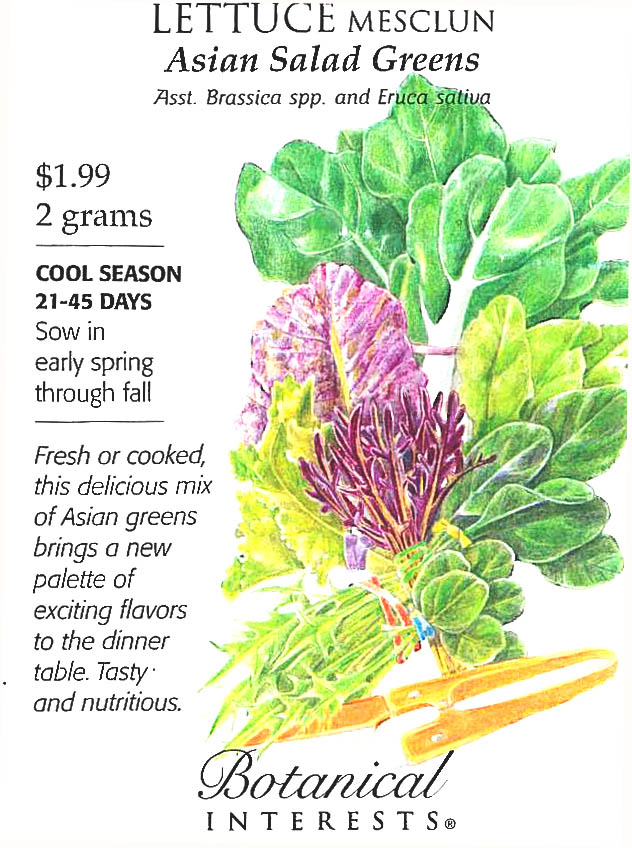 LETTUCE MESCLUN
Asian Salad Greens
Asst. Brassica spp. and Eruca sativa
$1.99
2 grams
COOL SEASON
21-45 DAYS
Sow in
early spring
through fall
Fresh or cooked,
this delicious mix
of Asian greens
brings a new
palette of
exciting flavors
to the dinner
table. Tasty
and nutritious.
Botanical
INTERESTS®